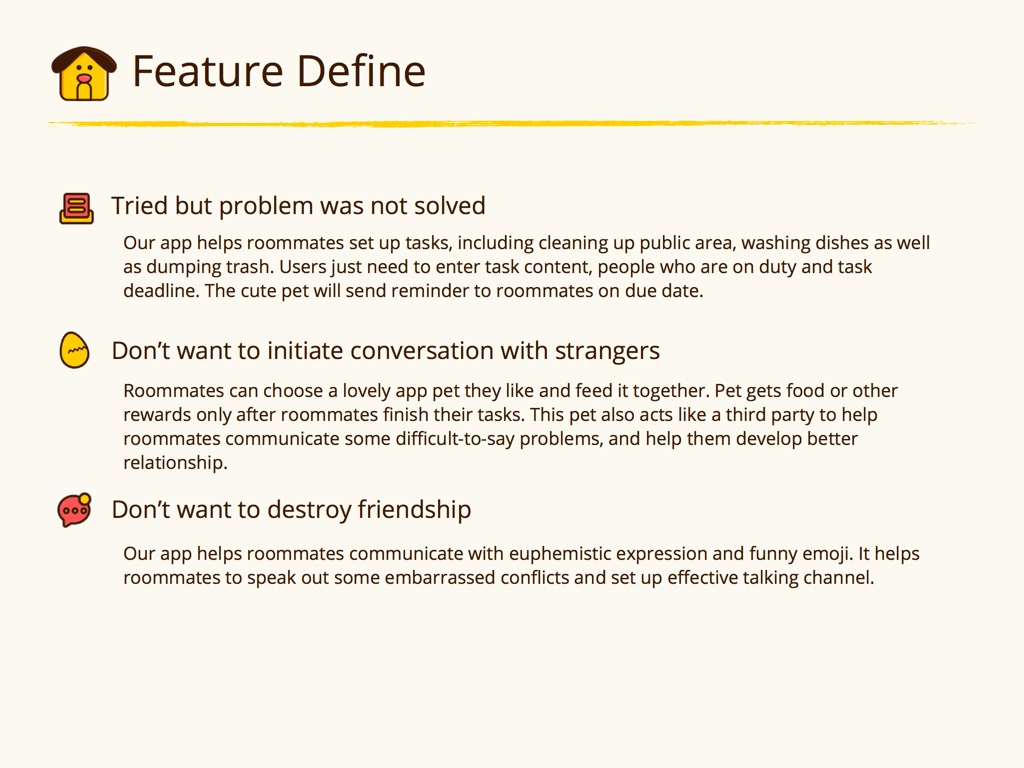 Feature Define
Tried but problem was not solved
Our app helps roommates set up tasks, including cleaning up public area, washing dishes as well
as dumping trash. Users just need to enter task content, people who are on duty and task
deadline. The cute pet will send reminder to roommates on due date.
Don’t want to initiate conversation with strangers
Roommates can choose a lovely app pet they like and feed it together. Pet gets food or other
rewards only after roommates finish their tasks. This pet also acts like a third party to help
roommates communicate some difficult-to-say problems, and help them develop better
relationship.
Don’t want to destroy friendship
Our app helps roommates communicate with euphemistic expression and funny emoji. It helps
roommates to speak out some embarrassed conflicts and set up effective talking channel.